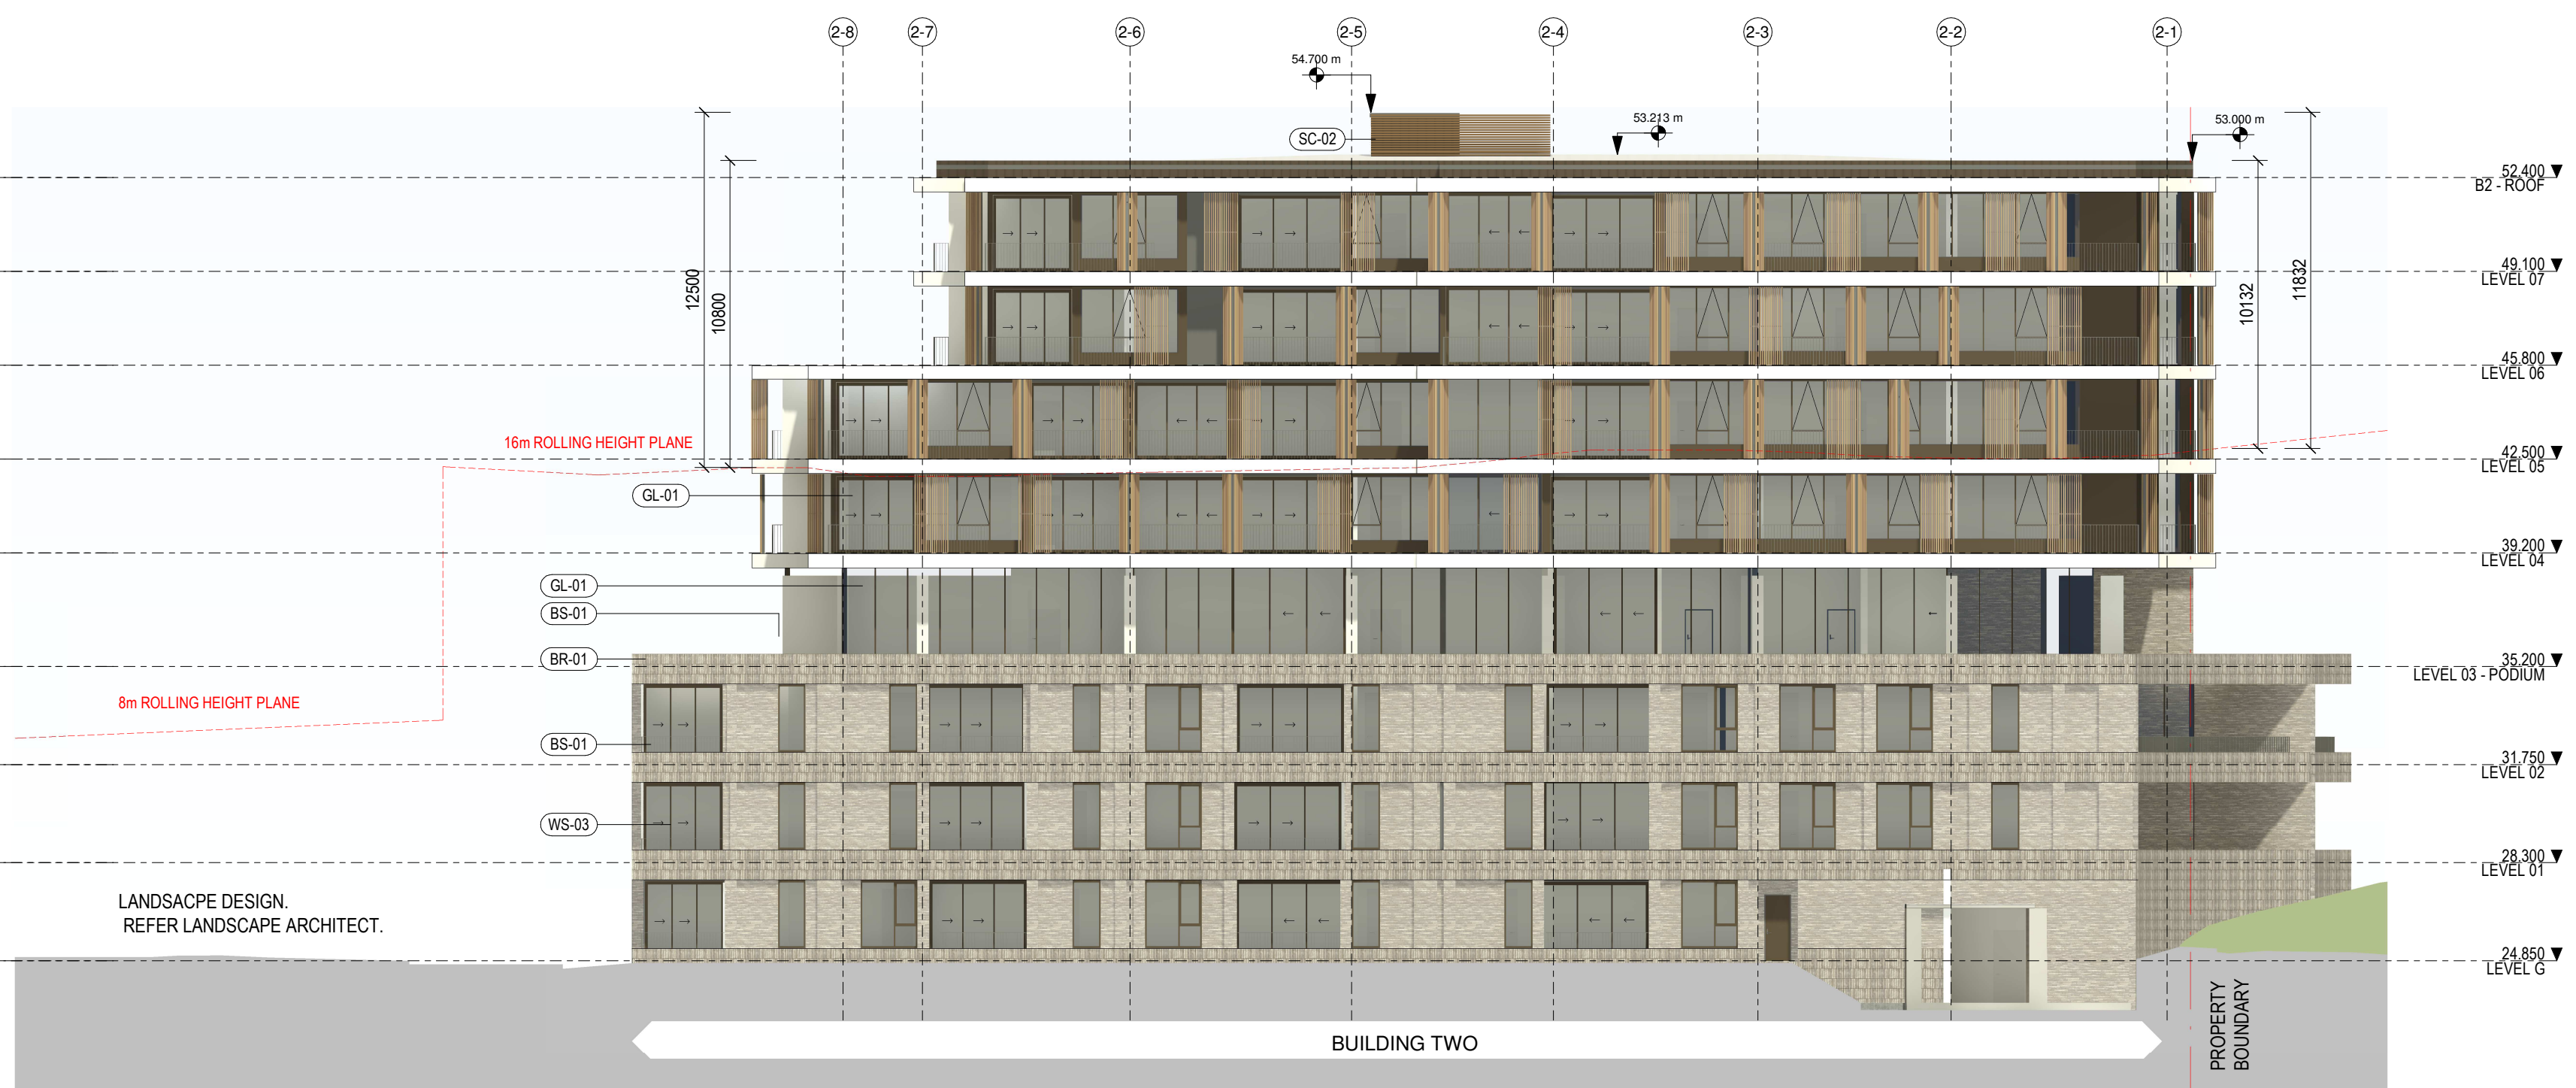 2-8
2-7
2-6
2-5
2-4
2-3
2-2
2-1
54.700 m
53.213 m
53.000 m
SC-02
52.400
B2 - ROOF
12500
10800
49.100
LEVEL 07
10132
11832
45.800
LEVEL 06
16m ROLLING HEIGHT PLANE
42.500
LEVEL 05
GL-01
39.200
LEVEL 04
GL-01
BS-01
BR-01
35.200
LEVEL 03 - PODIUM
8m ROLLING HEIGHT PLANE
BS-01
31.750
LEVEL 02
WS-03
28.300
LEVEL 01
LANDSACPE DESIGN.
REFER LANDSCAPE ARCHITECT.
24.850
LEVEL G
PROPERTY
BOUNDARY
BUILDING TWO